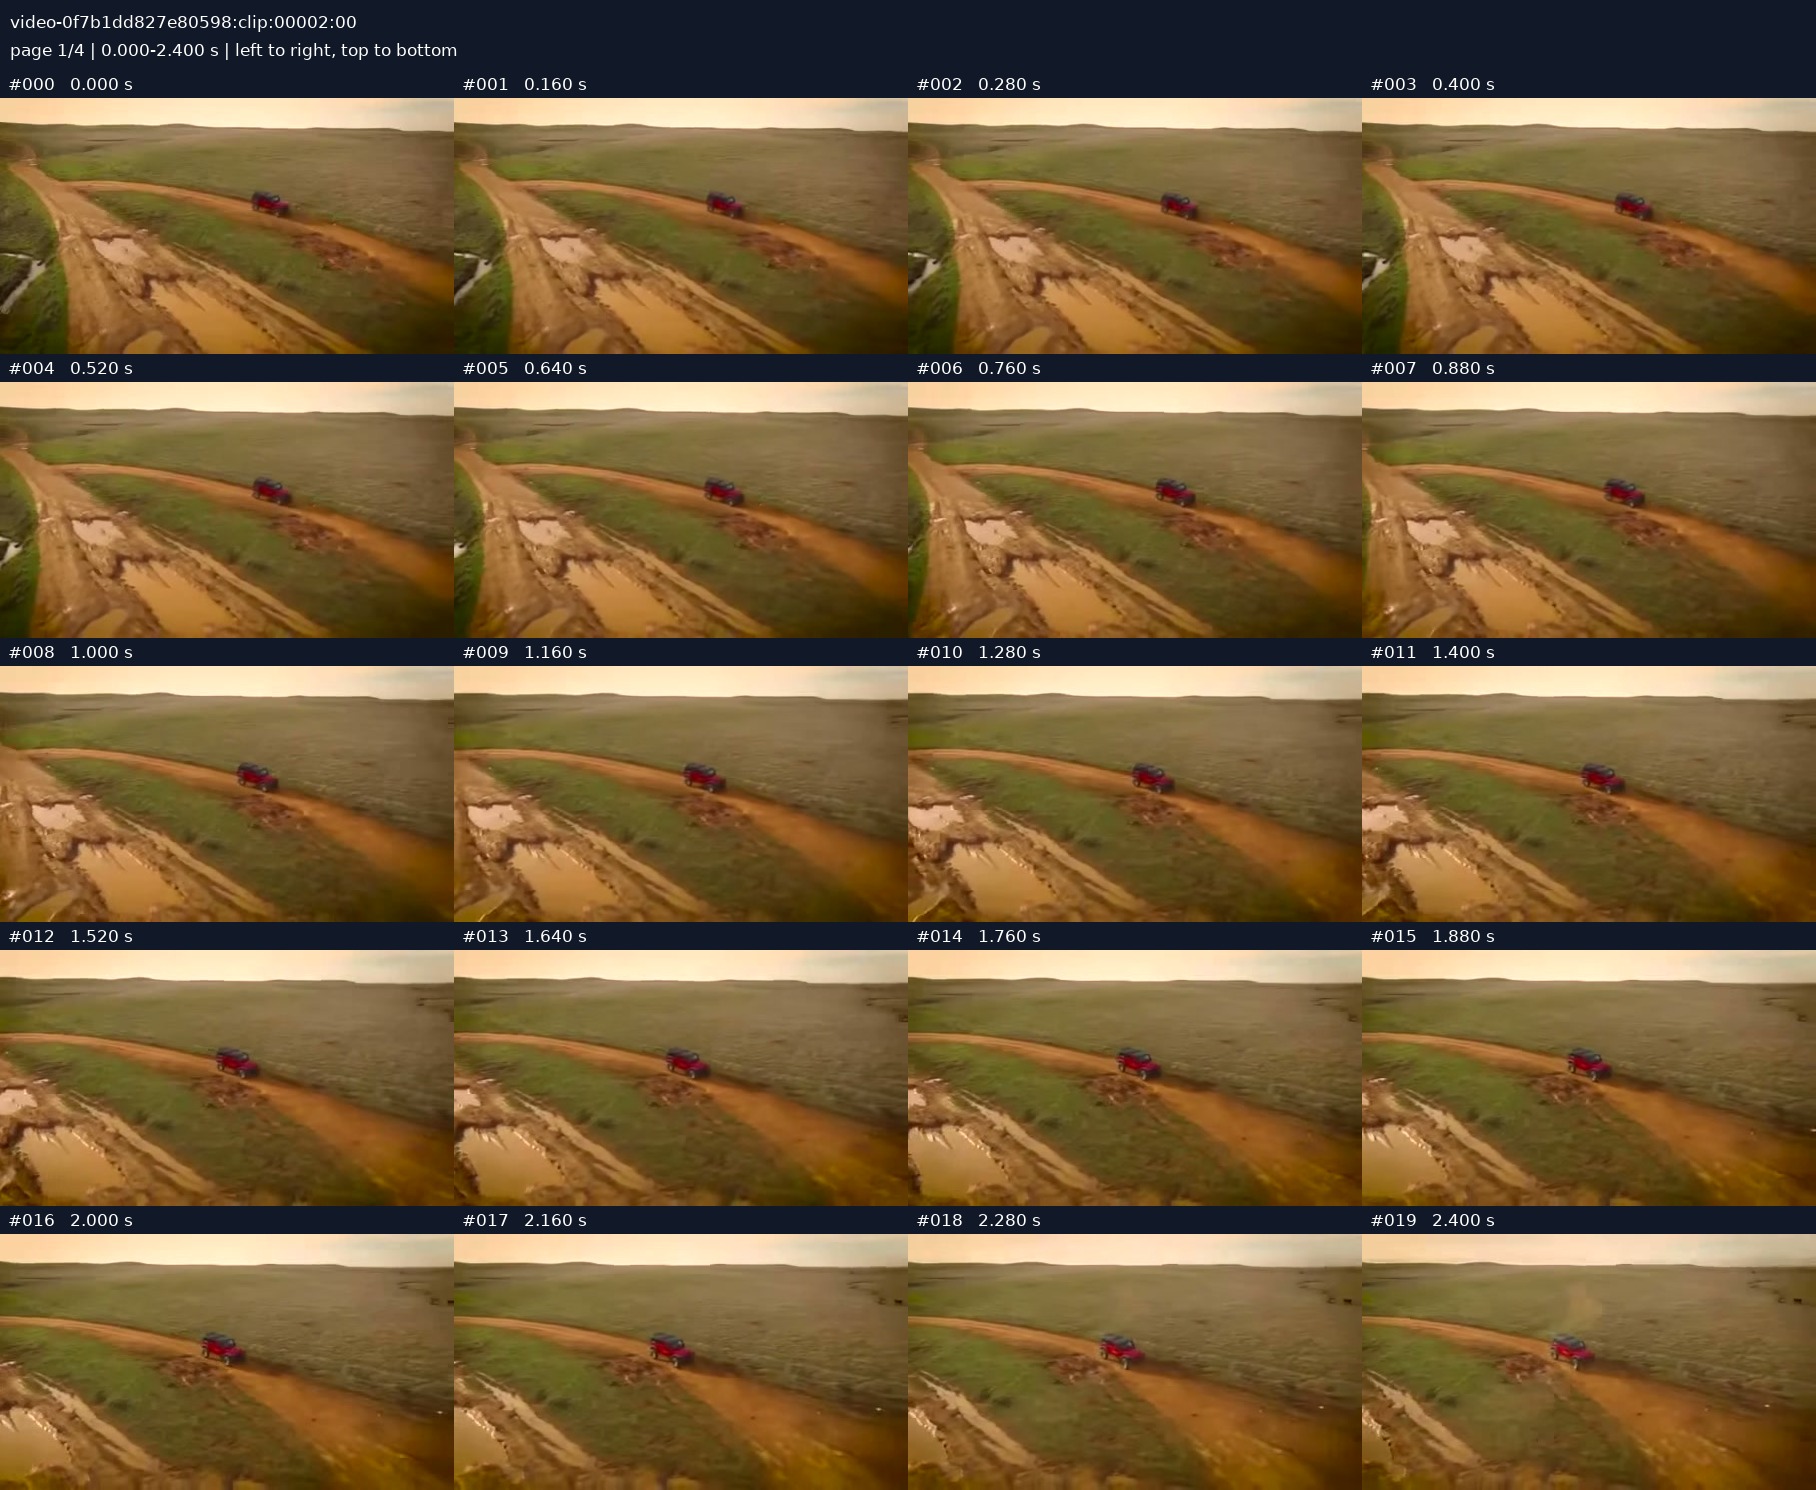 video-0f7b1dd827e80598:clip:00002:00
page 1/4 | 0.000-2.400 s | left to right, top to bottom
#000 0.000 s
#001 0.160 s
#002 0.280 s
#003 0.400 s
#004 0.520 s
#005 0.640 s
#006 0.760 s
#007 0.880 s
#008 1.000 s
#009 1.160 s
#010 1.280 s
#011 1.400 s
#012 1.520 s
#013 1.640 s
#014 1.760 s
#015 1.880 s
#016 2.000 s
#017 2.160 s
#018 2.280 s
#019 2.400 s